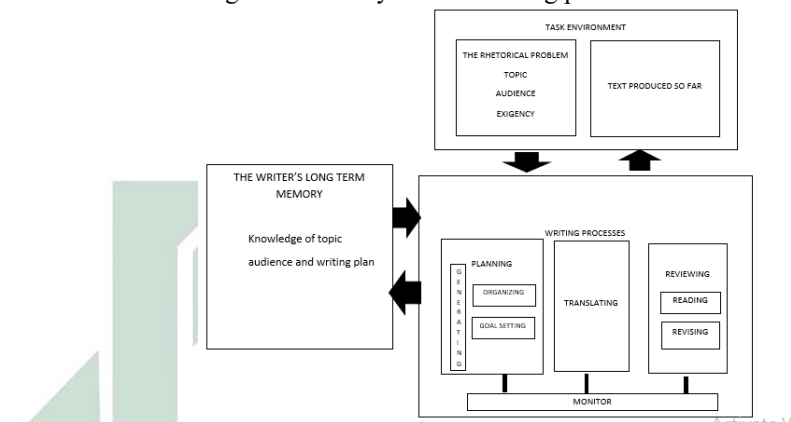 TASK ENVIRONMENT
THE RHETORICAL PROBLEM
TOPIC
AUDIENCE
EXIGENCY
TEXT PRODUCED SO FAR
THE WRITER'S LONG TERM
MEMORY
Knowledge of topic
audience and writing plan
WRITING PROCESSES
PLANNING
GENERATING
ORGANIZING
GOAL SETTING
TRANSLATING
REVIEWING
READING
REVISING
MONITOR